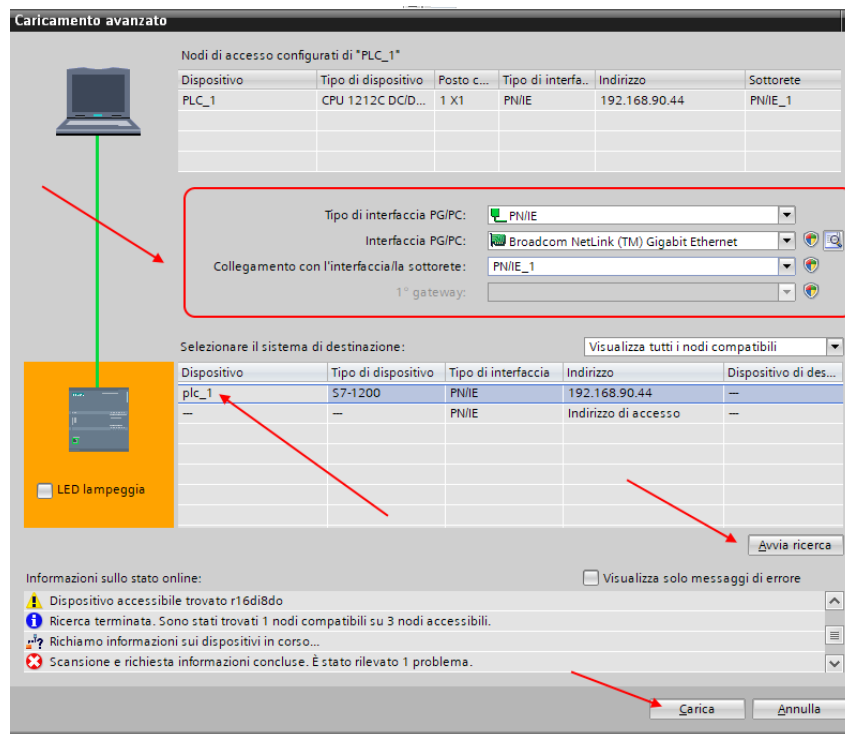 Caricamento avanzato
Nodi di accesso configurati di "PLC_1"
Dispositivo Tipo di dispositivo Posto c... Tipo di interfa.. Indirizzo Sottorete
PLC_1 CPU 1212C DC/D... 1 X1 PN/IE 192.168.90.44 PN/IE_1
Tipo di interfaccia PG/PC: PN/IE
Interfaccia PG/PC: Broadcom NetLink (TM) Gigabit Ethernet
Collegamento con l'interfaccia/la sottorete: PN/IE_1
1° gateway:
Selezionare il sistema di destinazione: Visualizza tutti i nodi compatibili
Dispositivo Tipo di dispositivo Tipo di interfaccia Indirizzo Dispositivo di des...
plc_1 S7-1200 PN/IE 192.168.90.44 —
— — PN/IE Indirizzo di accesso —
LED lampeggia
Avvia ricerca
Informazioni sullo stato online: Visualizza solo messaggi di errore
Dispositivo accessibile trovato r16di8do
Ricerca terminata. Sono stati trovati 1 nodi compatibili su 3 nodi accessibili.
Richiamo informazioni sui dispositivi in corso...
Scansione e richiesta informazioni concluse. È stato rilevato 1 problema.
Carica Annulla